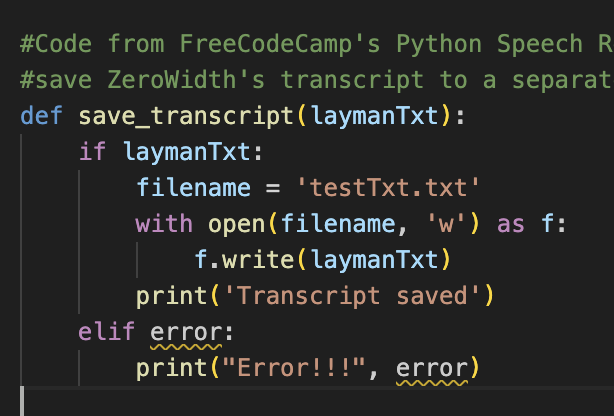 #Code from FreeCodeCamp's Python Speech R
#save ZeroWidth's transcript to a separat
def save_transcript(laymanTxt):
    if laymanTxt:
        filename = 'testTxt.txt'
        with open(filename, 'w') as f:
            f.write(laymanTxt)
        print('Transcript saved')
    elif error:
        print("Error!!!", error)